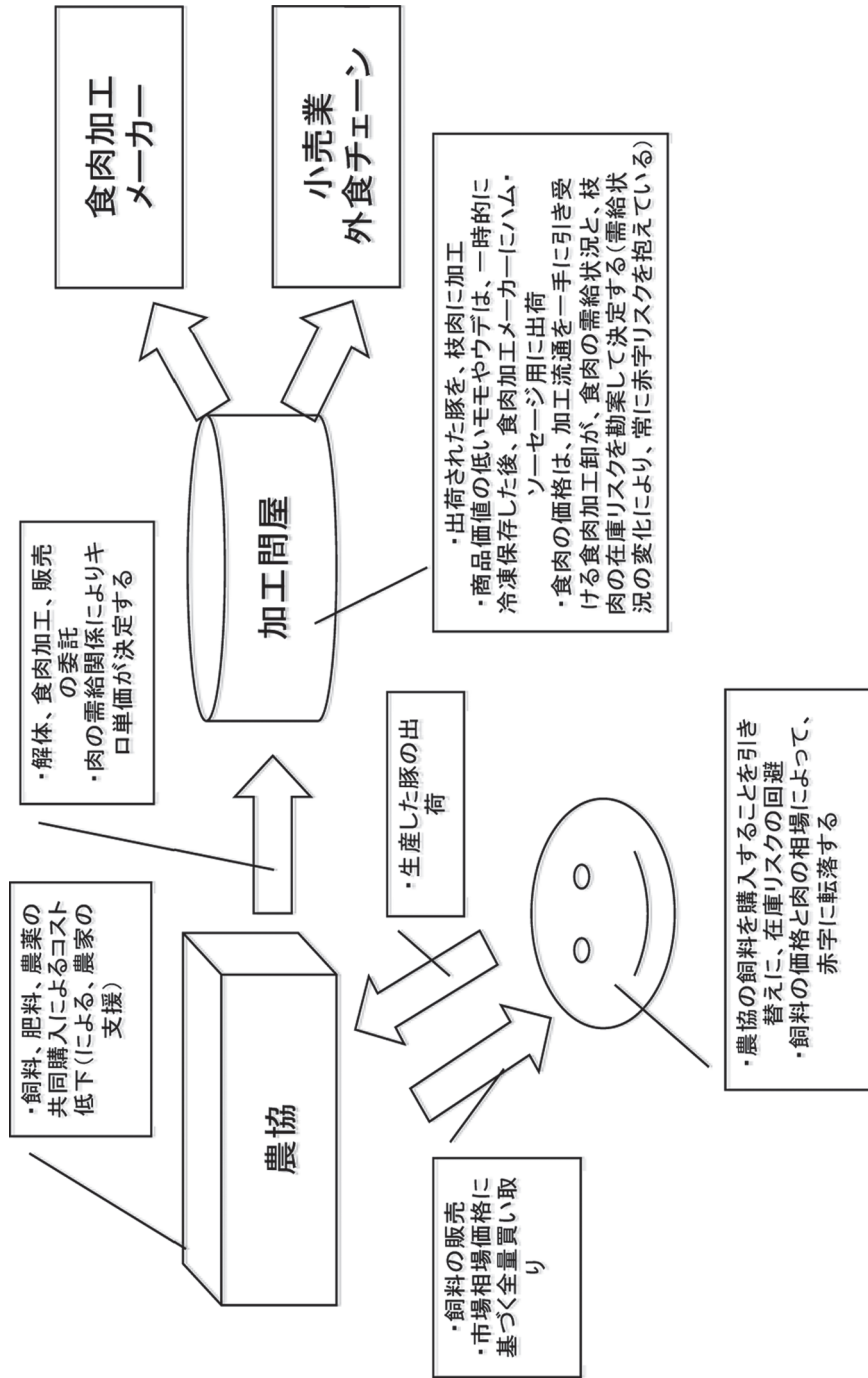 ・飼料、肥料、農薬の
共同購入によるコスト
低下(による、農家の
支援)
農協
・飼料の販売
・市場相場価格に
基づく全量買い取
り
・生産した豚の出
荷
・農協の飼料を購入することを引き
替えに、在庫リスクの回避
・飼料の価格と肉の相場によって、
赤字に転落する
・解体、食肉加工、販売
の委託
・肉の需給関係によりキ
ロ単価が決定する
加工問屋
・出荷された豚を、枝肉に加工
・商品価値の低いモモやウデは、一時的に
冷凍保存した後、食肉加工メーカーにハム・
ソーセージ用に出荷
・食肉の価格は、加工流通を一手に引き受
ける食肉加工卸が、食肉の需給状況と、枝
肉の在庫リスクを勘案して決定する(需給状
況の変化により、常に赤字リスクを抱えている)
食肉加工
メーカー
小売業
外食チェーン